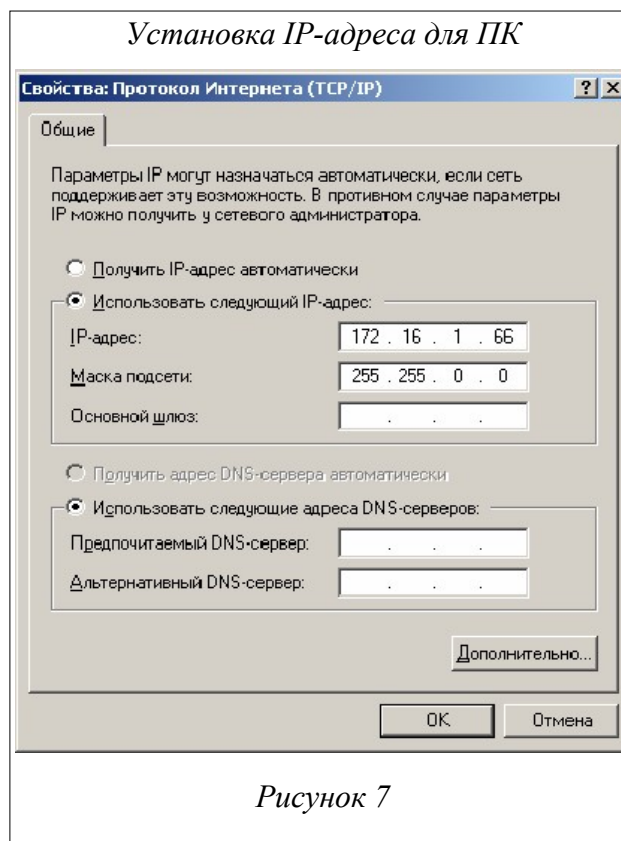 Установка IP-адреса для ПК
Свойства: Протокол Интернета (TCP/IP)
Общие
Параметры IP могут назначаться автоматически, если сеть
поддерживает эту возможность. В противном случае параметры
IP можно получить у сетевого администратора.
Получить IP-адрес автоматически
Использовать следующий IP-адрес:
IP-адрес: 172 . 16 . 1 . 66
Маска подсети: 255 . 255 . 0 . 0
Основной шлюз: . . .
Получить адрес DNS-сервера автоматически
Использовать следующие адреса DNS-серверов:
Предпочитаемый DNS-сервер: . . .
Альтернативный DNS-сервер: . . .
Дополнительно...
OK Отмена
Рисунок 7